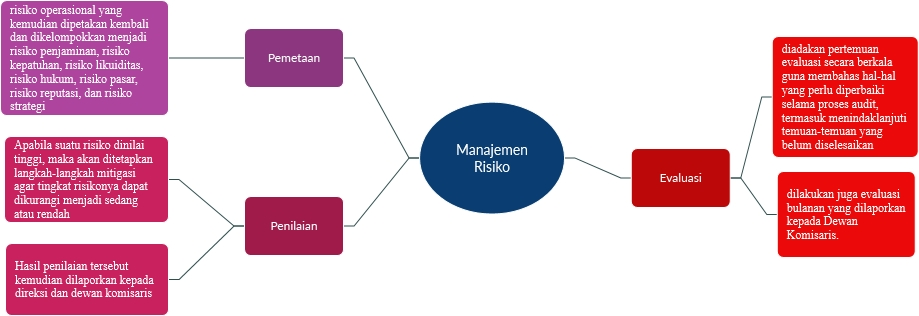 risiko operasional yang
kemudian dipetakan kembali
dan dikelompokkan menjadi
risiko penjaminan, risiko
kepatuhan, risiko likuiditas,
risiko hukum, risiko pasar,
risiko reputasi, dan risiko
strategi
Pemetaan
Apabila suatu risiko dinilai
tinggi, maka akan ditetapkan
langkah-langkah mitigasi
agar tingkat risikonya dapat
dikurangi menjadi sedang
atau rendah
Penilaian
Hasil penilaian tersebut
kemudian dilaporkan kepada
direksi dan dewan komisaris
Manajemen
Risiko
Evaluasi
diadakan pertemuan
evaluasi secara berkala
guna membahas hal-hal
yang perlu diperbaiki
selama proses audit,
termasuk menindaklanjuti
temuan-temuan yang
belum diselesaikan
dilakukan juga evaluasi
bulanan yang dilaporkan
kepada Dewan
Komisaris.